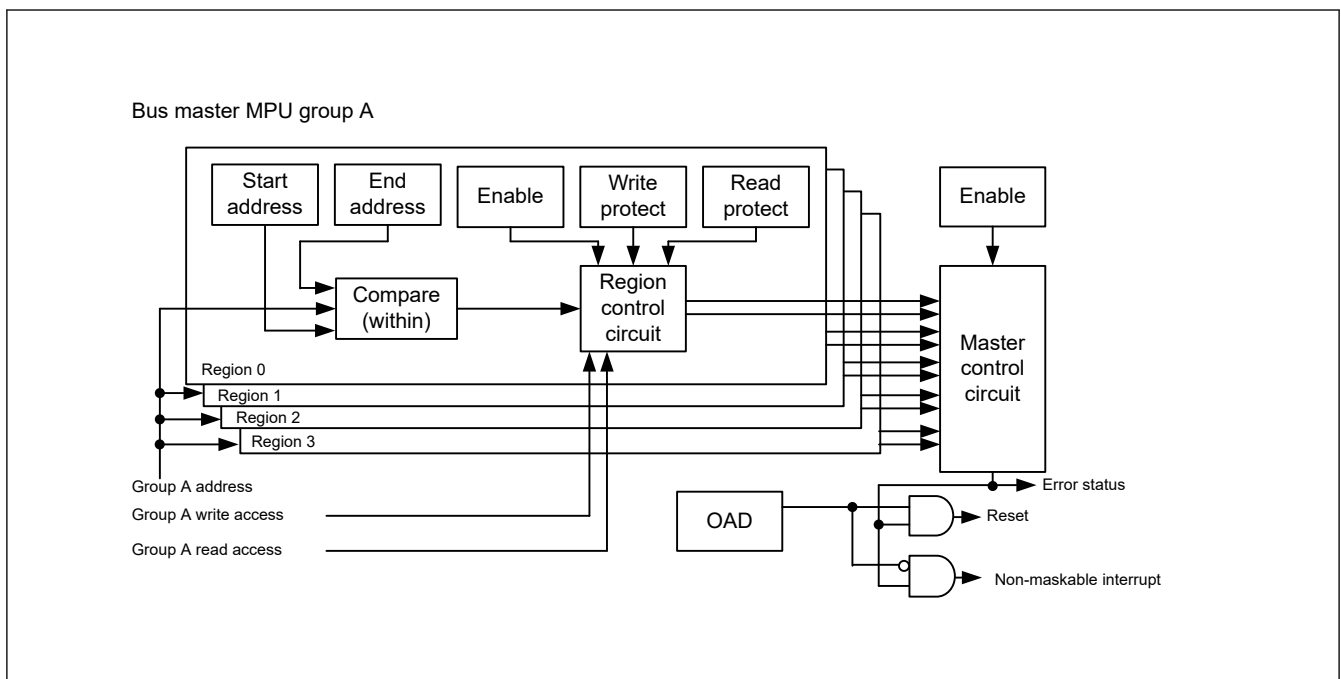 Bus master MPU group A
Start
address
End
address
Enable
Write
protect
Read
protect
Enable
Compare
(within)
Region
control
circuit
Master
control
circuit
Region 0
Region 1
Region 2
Region 3
Group A address
Group A write access
Group A read access
OAD
Error status
Reset
Non-maskable interrupt